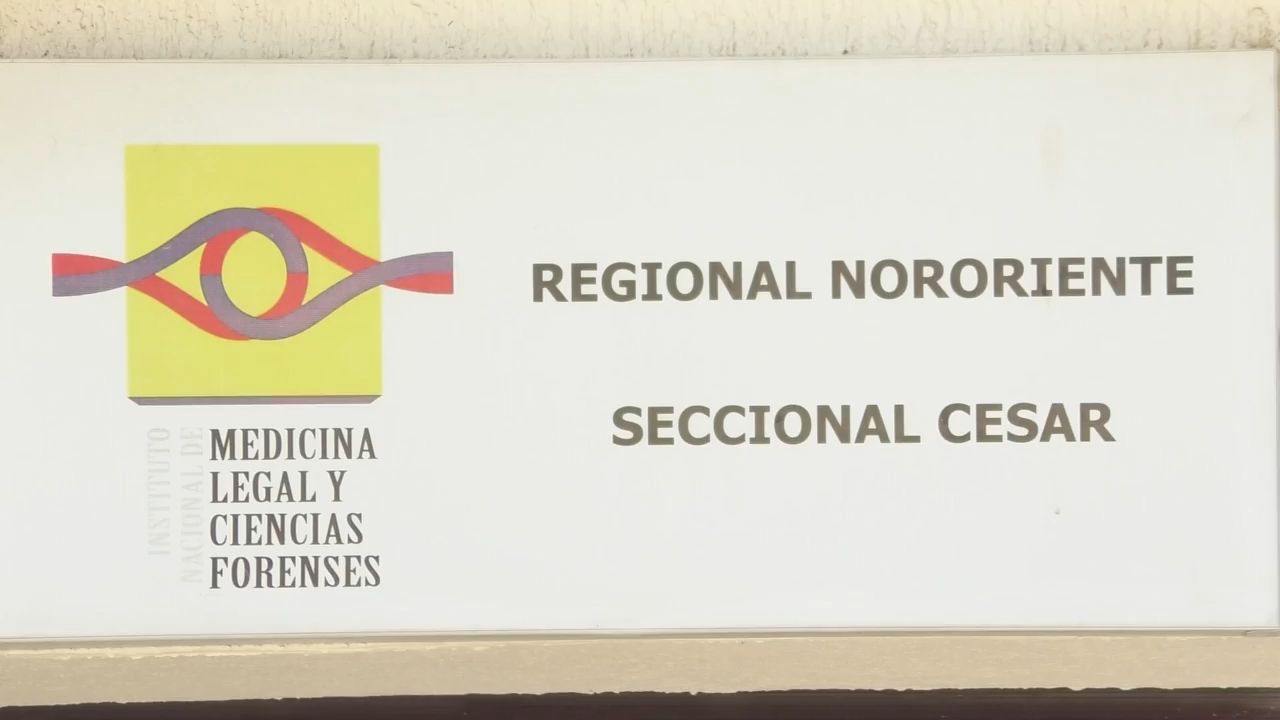 INSTITUTO
NACIONAL DE
MEDICINA
LEGAL Y
CIENCIAS
FORENSES
REGIONAL NORORIENTE
SECCIONAL CESAR